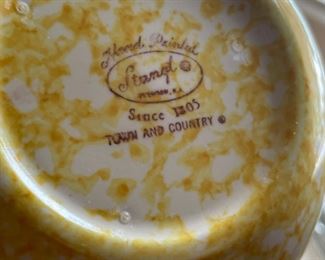 Hand Painted
Stangl ©
Since 1805
TOWN AND COUNTRY ©